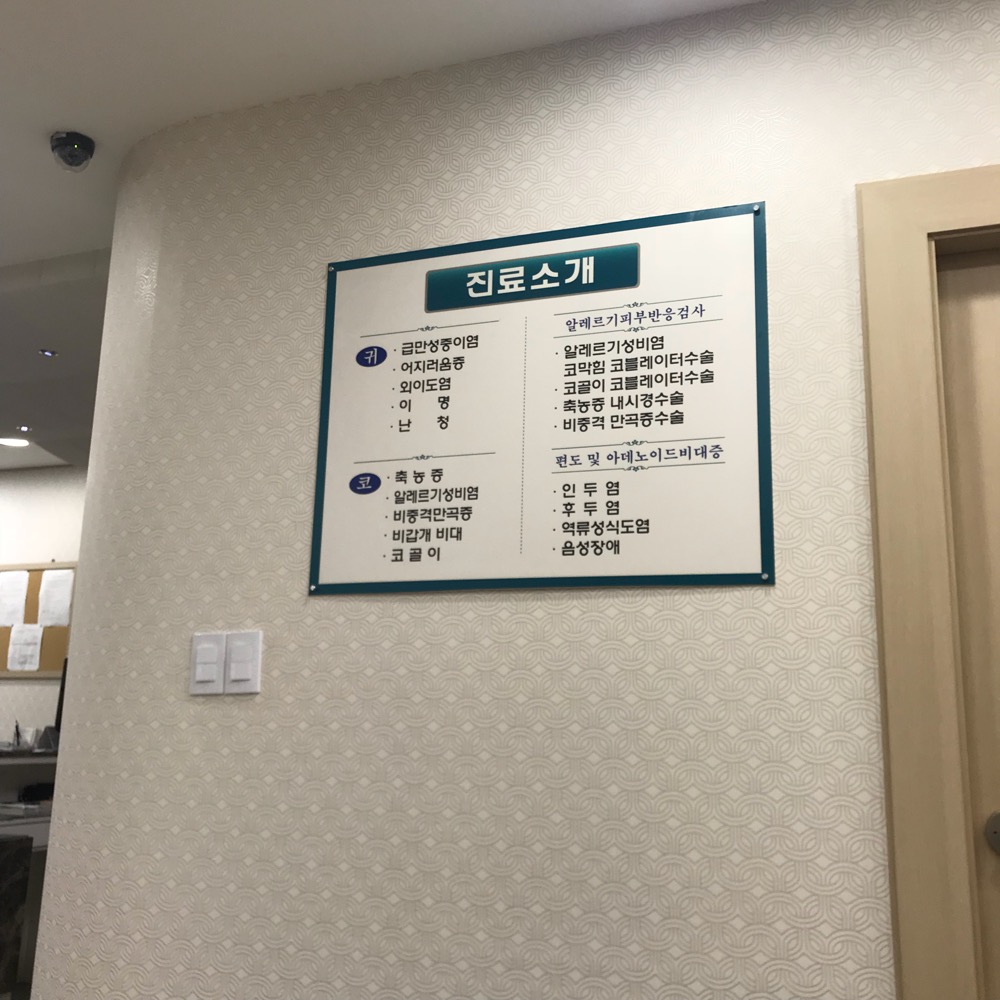 진료소개
귀
· 급만성중이염
· 어지러움증
· 외이도염
· 이 명
· 난 청
코
· 축 농 증
· 알레르기성비염
· 비중격만곡증
· 비갑개 비대
· 코 골 이
알레르기피부반응검사
· 알레르기성비염
코막힘 코블레이터수술
· 코골이 코블레이터수술
· 축농증 내시경수술
· 비중격 만곡증수술
편도 및 아데노이드비대증
· 인 두 염
· 후 두 염
· 역류성식도염
· 음성장애